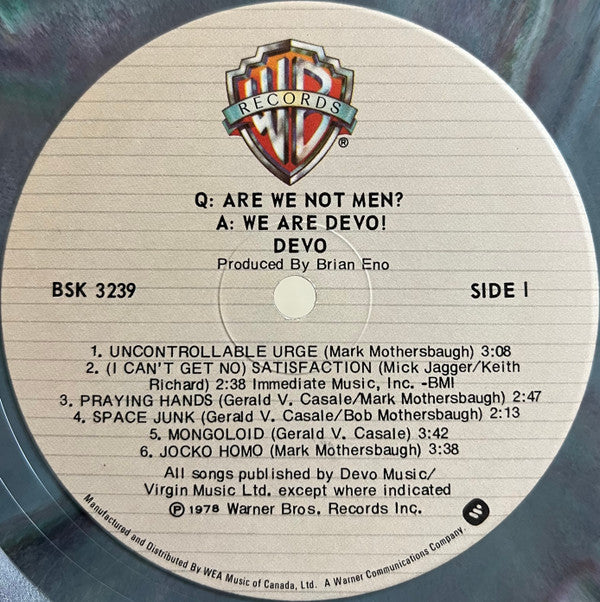 WB
RECORDS
®
Q: ARE WE NOT MEN?
A: WE ARE DEVO!
DEVO
Produced By Brian Eno
BSK 3239
SIDE I
1. UNCONTROLLABLE URGE (Mark Mothersbaugh) 3:08
2. (I CAN'T GET NO) SATISFACTION (Mick Jagger/Keith
Richard) 2:38 Immediate Music, Inc. -BMI
3. PRAYING HANDS (Gerald V. Casale/Mark Mothersbaugh) 2:47
4. SPACE JUNK (Gerald V. Casale/Bob Mothersbaugh) 2:13
5. MONGOLOID (Gerald V. Casale) 3:42
6. JOCKO HOMO (Mark Mothersbaugh) 3:38
All songs published by Devo Music/
Virgin Music Ltd. except where indicated
℗ 1978 Warner Bros. Records Inc.
Manufactured and Distributed By WEA Music of Canada, Ltd. A Warner Communications Company.